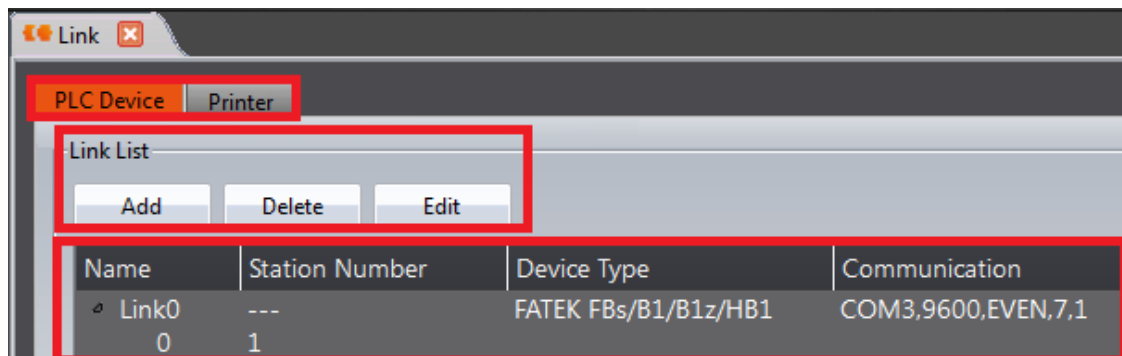 Link
PLC Device Printer
Link List
Add Delete Edit
Name Station Number Device Type Communication
Link0 --- FATEK FBs/B1/B1z/HB1 COM3,9600,EVEN,7,1
0 1